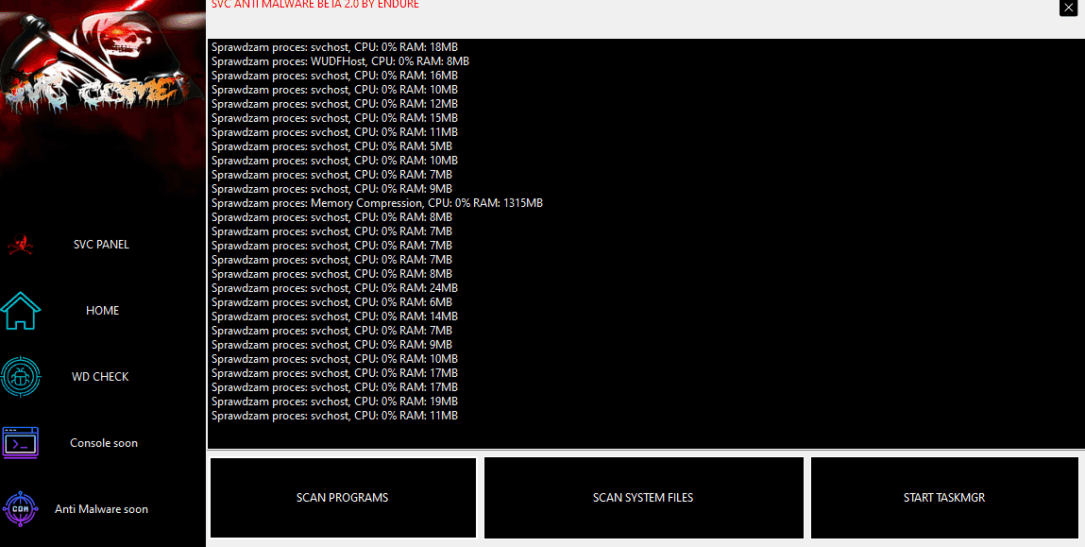 SVC ANTI MALWARE BETA 2.0 BY ENDURE
SVC GOME
Sprawdzam proces: svchost, CPU: 0% RAM: 18MB
Sprawdzam proces: WUDFHost, CPU: 0% RAM: 8MB
Sprawdzam proces: svchost, CPU: 0% RAM: 16MB
Sprawdzam proces: svchost, CPU: 0% RAM: 10MB
Sprawdzam proces: svchost, CPU: 0% RAM: 12MB
Sprawdzam proces: svchost, CPU: 0% RAM: 15MB
Sprawdzam proces: svchost, CPU: 0% RAM: 11MB
Sprawdzam proces: svchost, CPU: 0% RAM: 5MB
Sprawdzam proces: svchost, CPU: 0% RAM: 10MB
Sprawdzam proces: svchost, CPU: 0% RAM: 7MB
Sprawdzam proces: svchost, CPU: 0% RAM: 9MB
Sprawdzam proces: Memory Compression, CPU: 0% RAM: 1315MB
Sprawdzam proces: svchost, CPU: 0% RAM: 8MB
Sprawdzam proces: svchost, CPU: 0% RAM: 7MB
Sprawdzam proces: svchost, CPU: 0% RAM: 7MB
Sprawdzam proces: svchost, CPU: 0% RAM: 7MB
Sprawdzam proces: svchost, CPU: 0% RAM: 8MB
Sprawdzam proces: svchost, CPU: 0% RAM: 24MB
Sprawdzam proces: svchost, CPU: 0% RAM: 6MB
Sprawdzam proces: svchost, CPU: 0% RAM: 14MB
Sprawdzam proces: svchost, CPU: 0% RAM: 7MB
Sprawdzam proces: svchost, CPU: 0% RAM: 9MB
Sprawdzam proces: svchost, CPU: 0% RAM: 10MB
Sprawdzam proces: svchost, CPU: 0% RAM: 17MB
Sprawdzam proces: svchost, CPU: 0% RAM: 17MB
Sprawdzam proces: svchost, CPU: 0% RAM: 19MB
Sprawdzam proces: svchost, CPU: 0% RAM: 11MB
SVC PANEL
HOME
WD CHECK
Console soon
Anti Malware soon
SCAN PROGRAMS
SCAN SYSTEM FILES
START TASKMGR